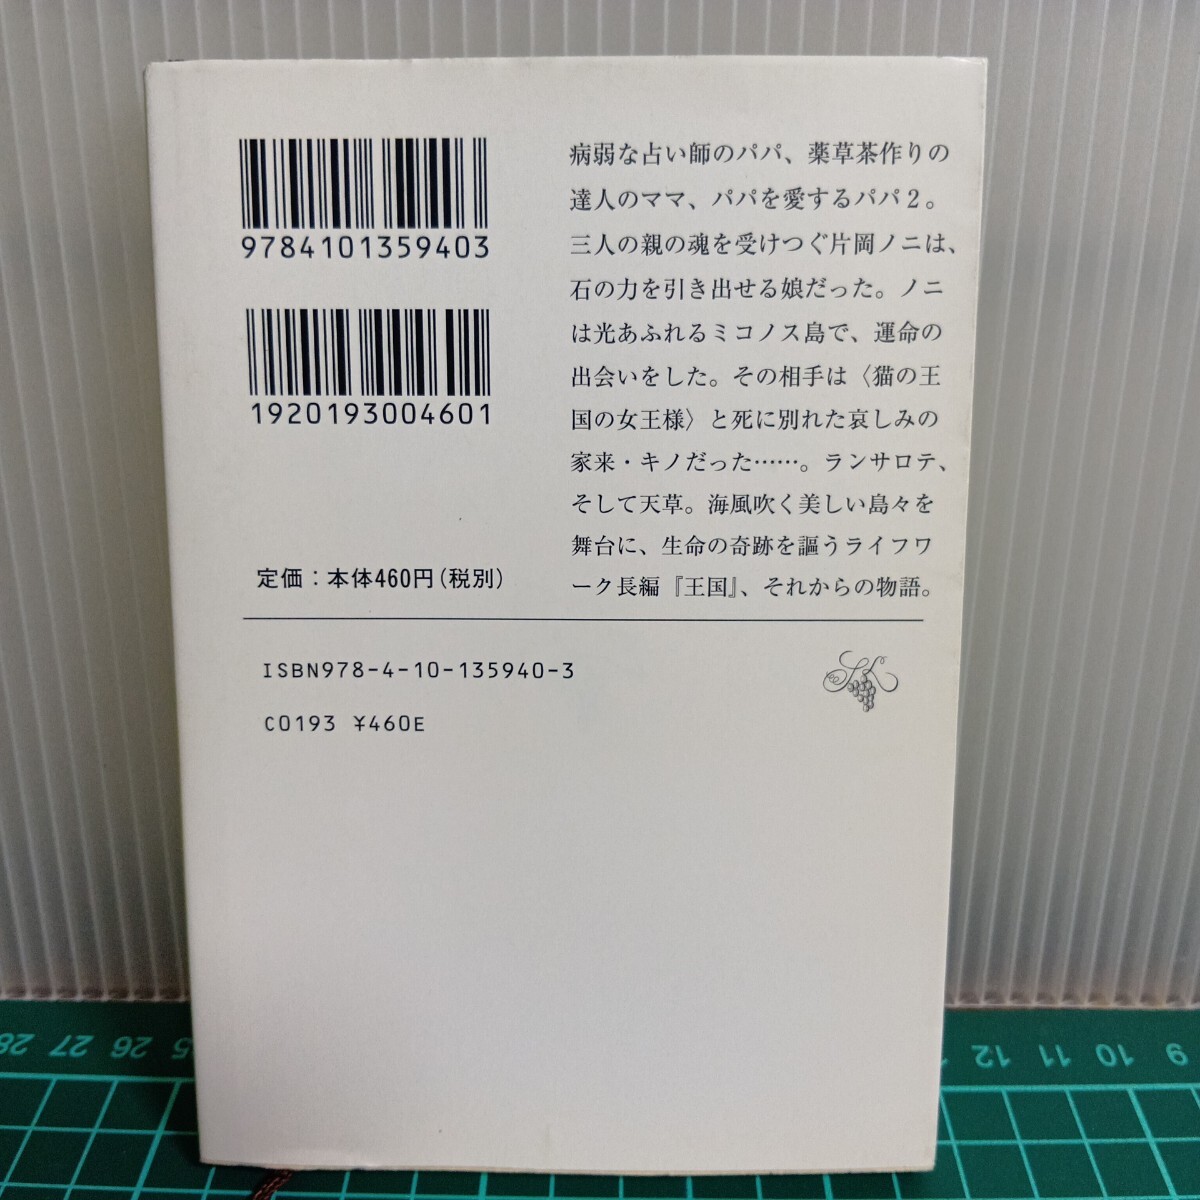 9784101359403
1920193004601
定価：本体460円（税別）
病弱な占い師のパパ、薬草茶作りの
達人のママ、パパを愛するパパ２。
三人の親の魂を受けつぐ片岡ノニは、
石の力を引き出せる娘だった。ノニ
は光あふれるミコノス島で、運命の
出会いをした。その相手は〈猫の王
国の女王様〉と死に別れた哀しみの
家来・キノだった……。ランサロテ、
そして天草。海風吹く美しい島々を
舞台に、生命の奇跡を謳うライフワ
ーク長編『王国』、それからの物語。
ISBN978-4-10-135940-3
C0193 ¥460E
28 27 26 25
12 11 10 9